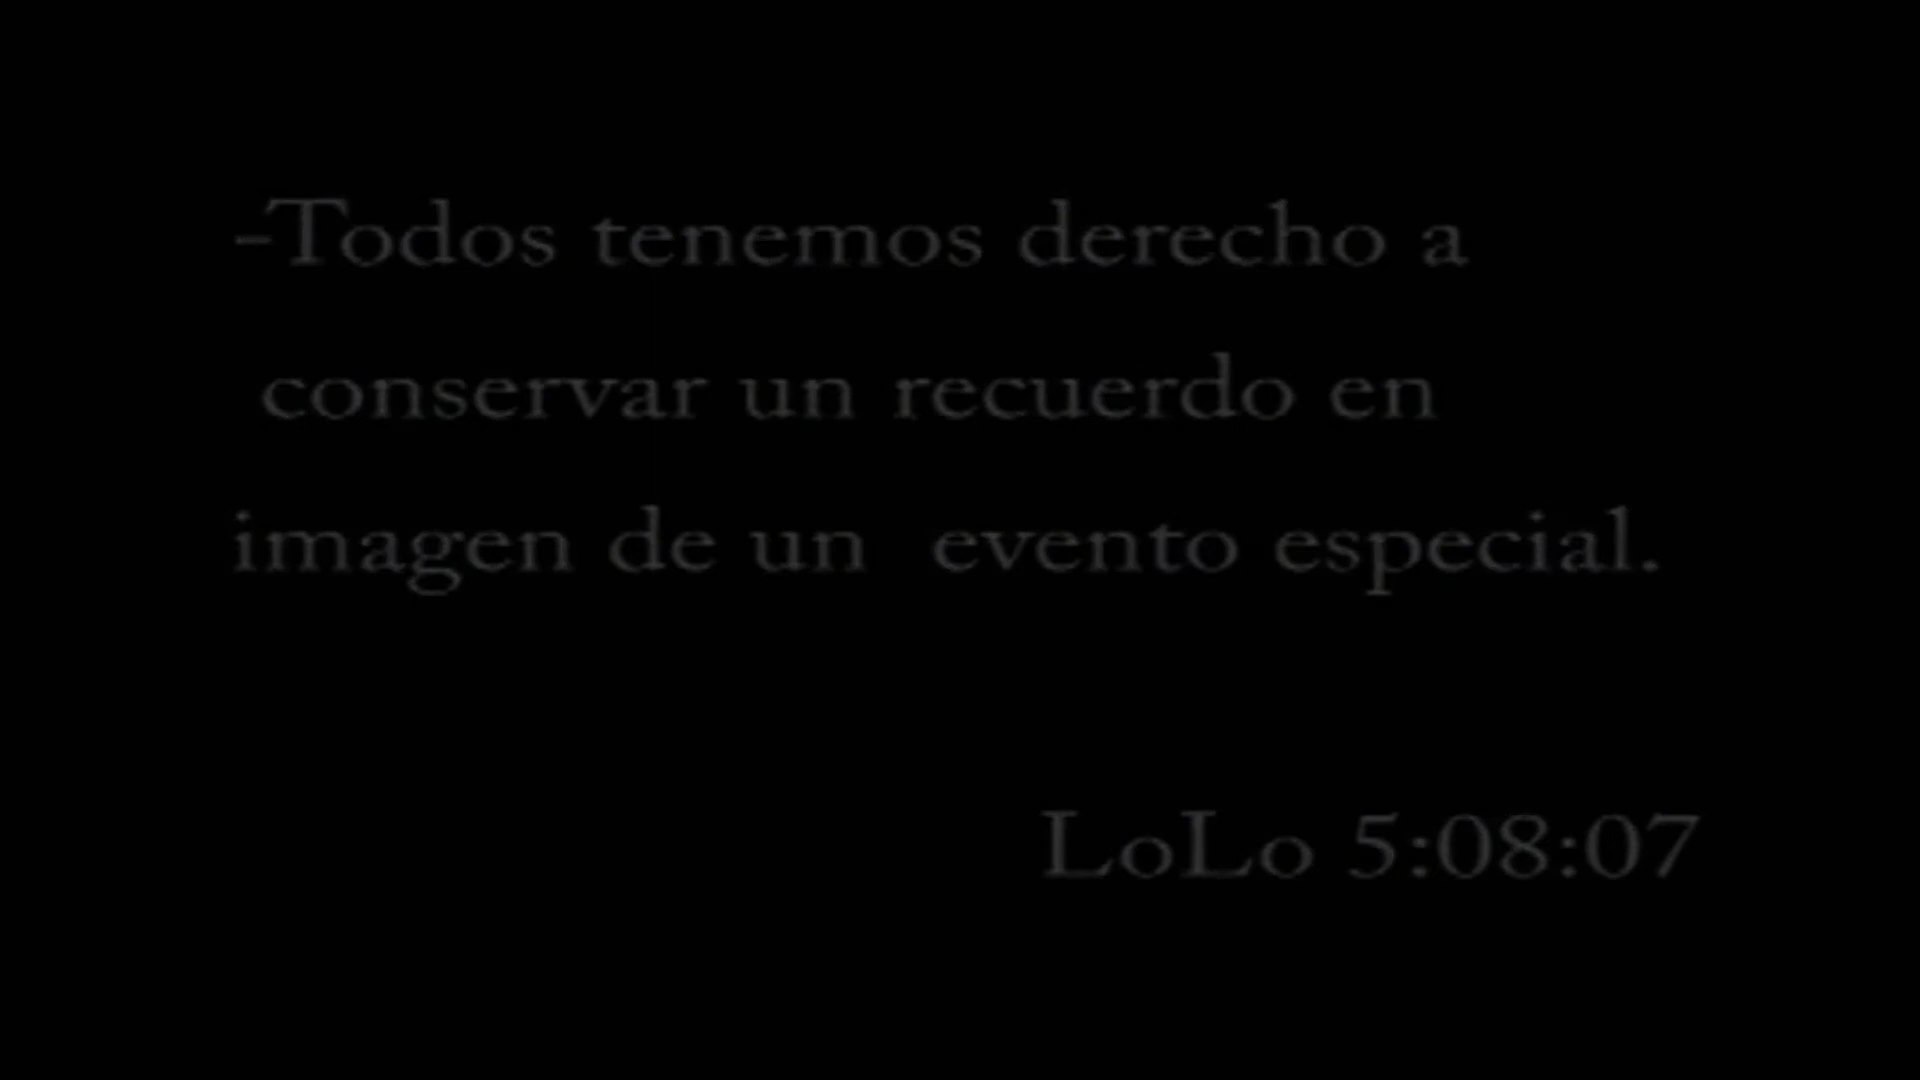 -Todos tenemos derecho a
conservar un recuerdo en
imagen de un evento especial.
LoLo 5:08:07